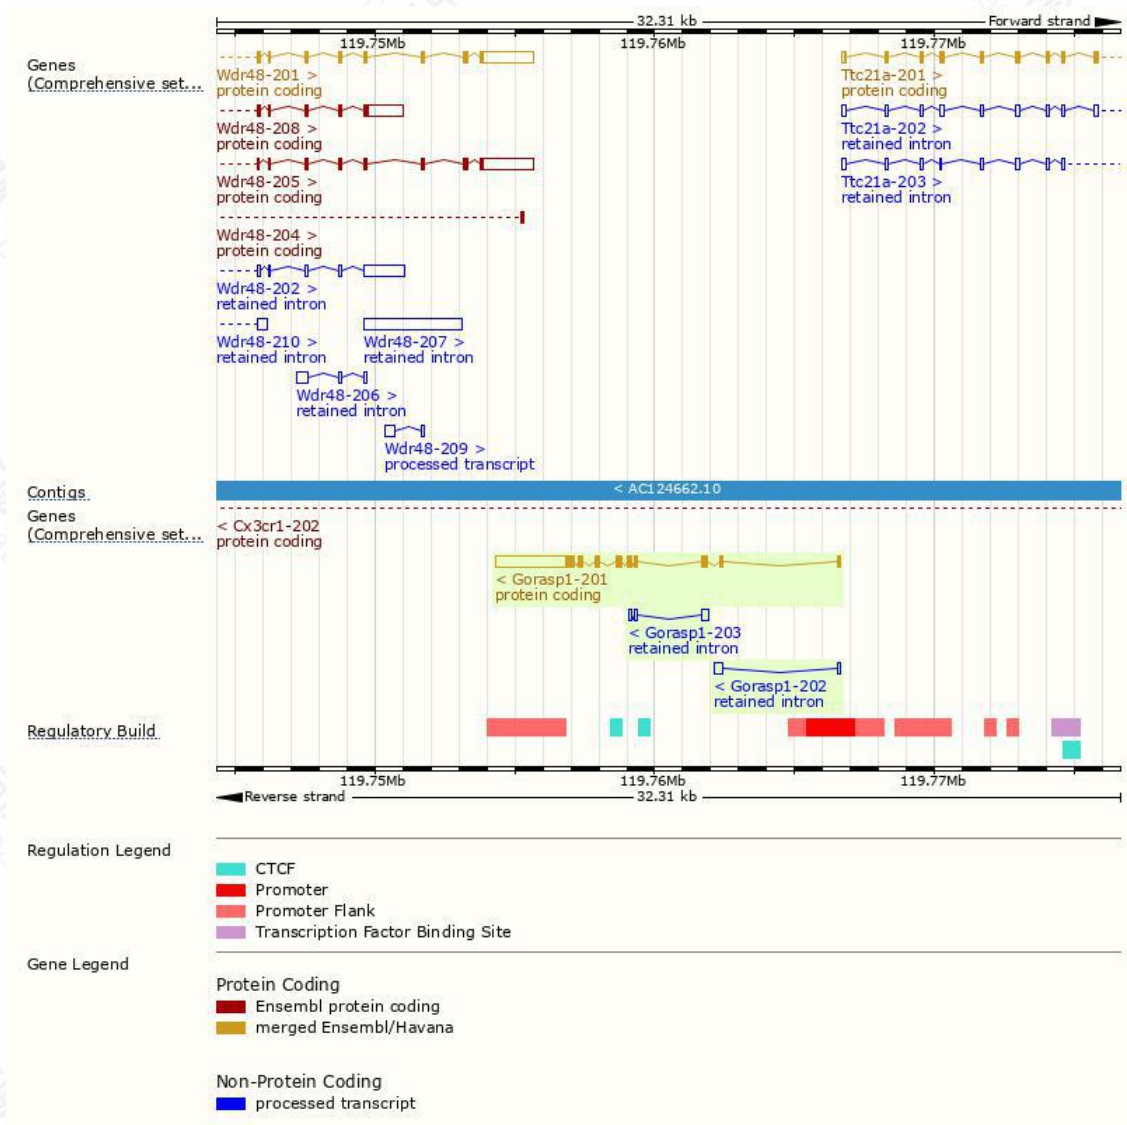 32.31 kb
Forward strand
119.75Mb 119.76Mb 119.77Mb
Genes
(Comprehensive set...
Wdr48-201 >
protein coding
Ttc21a-201 >
protein coding
Wdr48-208 >
protein coding
Ttc21a-202 >
retained intron
Wdr48-205 >
protein coding
Ttc21a-203 >
retained intron
Wdr48-204 >
protein coding
Wdr48-202 >
retained intron
Wdr48-210 >
retained intron
Wdr48-207 >
retained intron
Wdr48-206 >
retained intron
Wdr48-209 >
processed transcript
Contigs
< AC124662.10
Genes
(Comprehensive set...
< Cx3cr1-202
protein coding
< Gorasp1-201
protein coding
< Gorasp1-203
retained intron
< Gorasp1-202
retained intron
Regulatory Build
119.75Mb 119.76Mb 119.77Mb
Reverse strand
32.31 kb
Regulation Legend
CTCF
Promoter
Promoter Flank
Transcription Factor Binding Site
Gene Legend
Protein Coding
Ensembl protein coding
merged Ensembl/Havana
Non-Protein Coding
processed transcript